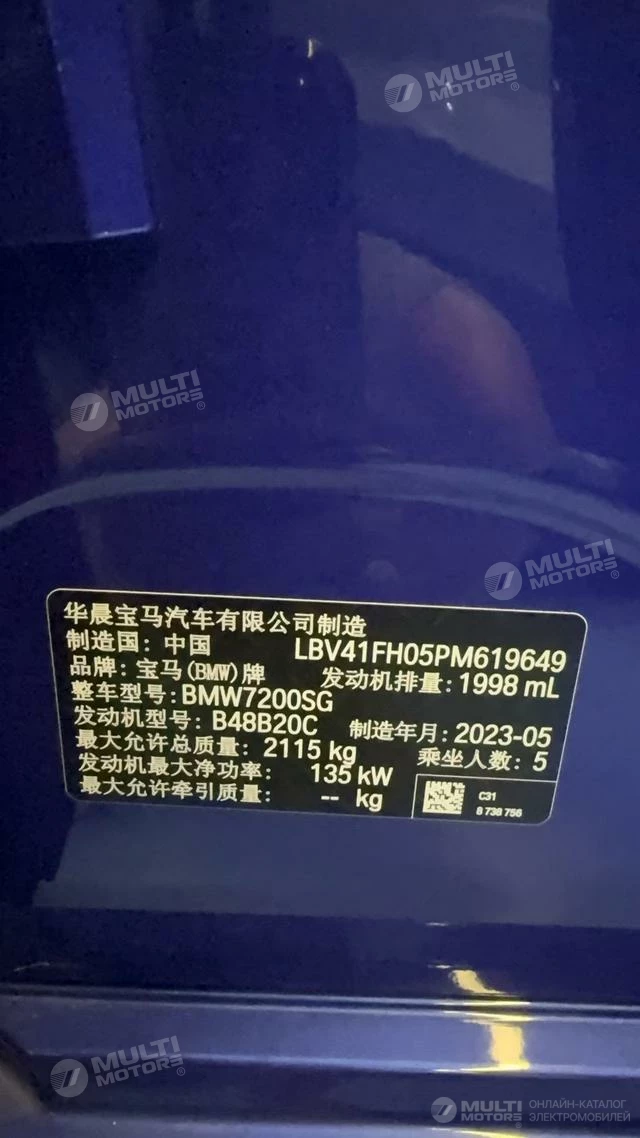 MULTI
MOTORS®
MULTI
MOTORS®
MULTI
MOTORS®
华晨宝马汽车有限公司制造
制造国: 中国 LBV41FH05PM619649
品牌: 宝马(BMW)牌 发动机排量: 1998 mL
整车型号: BMW7200SG
发动机型号: B48B20C 制造年月: 2023-05
最大允许总质量: 2115 kg 乘坐人数: 5
发动机最大净功率: 135 kW
最大允许牵引质量: -- kg
C31
8 738 756
MULTI
MOTORS®
MULTI
MOTORS®
ОНЛАЙН-КАТАЛОГ
ЭЛЕКТРОМОБИЛЕЙ